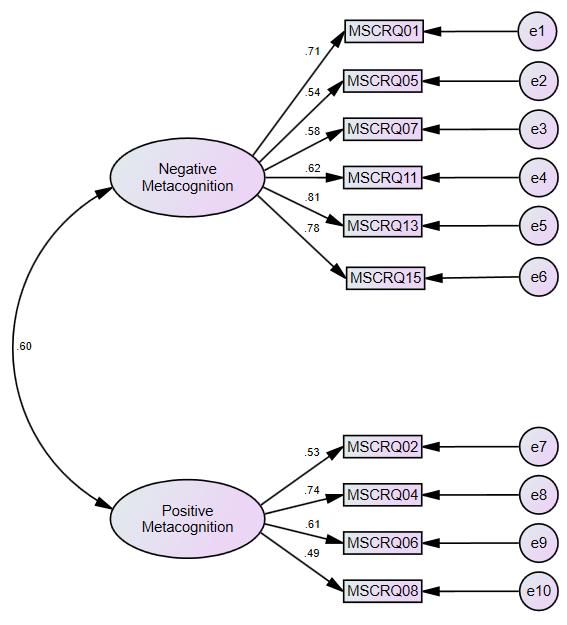 MSCRQ01
e1
.71
MSCRQ05
e2
.54
MSCRQ07
e3
.58
Negative
Metacognition
.62
MSCRQ11
e4
.81
MSCRQ13
e5
.78
MSCRQ15
e6
.60
MSCRQ02
e7
.53
.74
MSCRQ04
e8
Positive
Metacognition
.61
MSCRQ06
e9
.49
MSCRQ08
e10